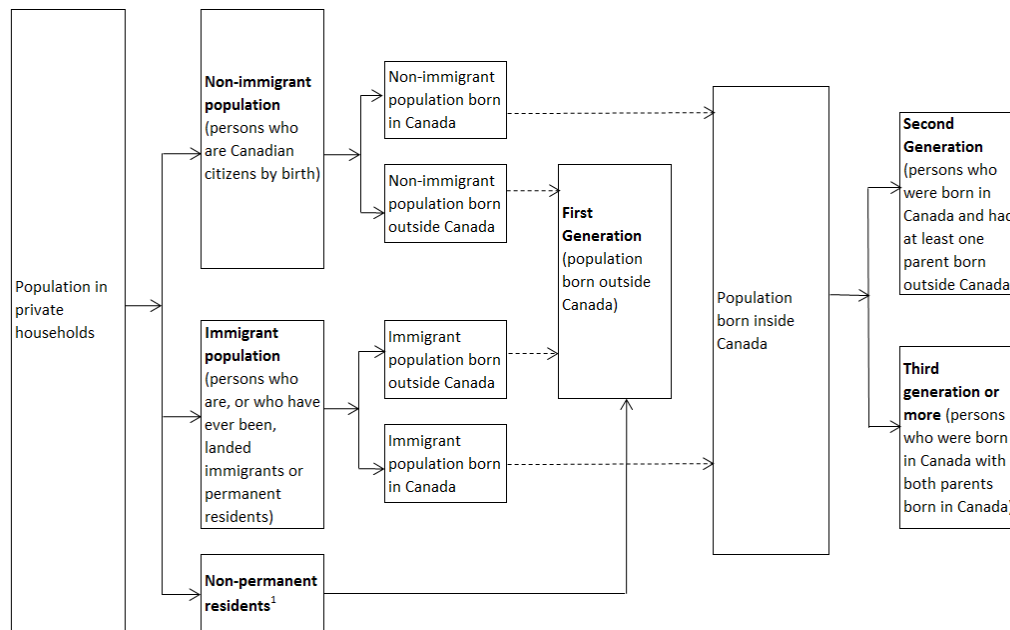 Population in
private
households
Non-immigrant
population
(persons who
are Canadian
citizens by birth)
Immigrant
population
(persons who
are, or who have
ever been,
landed
immigrants or
permanent
residents)
Non-permanent
residents1
Non-immigrant
population born
in Canada
Non-immigrant
population born
outside Canada
Immigrant
population born
outside Canada
Immigrant
population born
in Canada
First
Generation
(population
born outside
Canada)
Population
born inside
Canada
Second
Generation
(persons who
were born in
Canada and had
at least one
parent born
outside Canada
Third
generation or
more (persons
who were born
in Canada with
both parents
born in Canada)